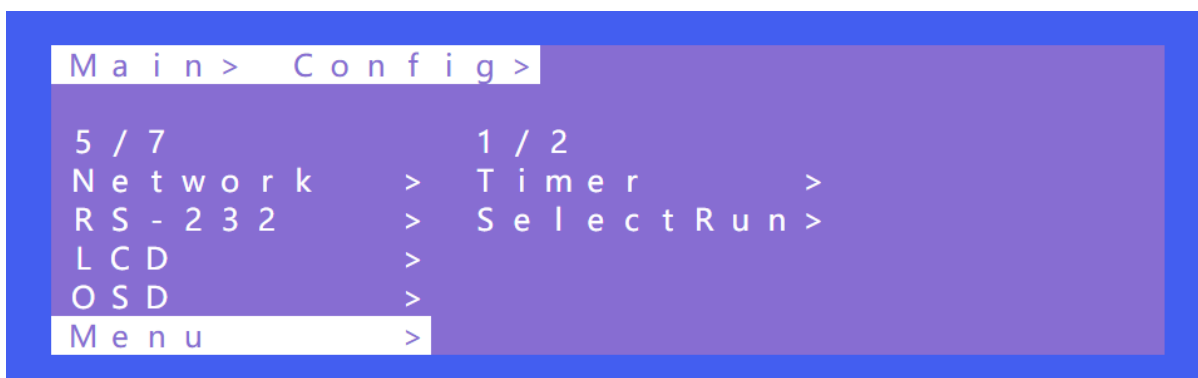 Main> Config>
5/7 1/2
Network > Timer >
RS-232 > SelectRun>
LCD >
OSD >
Menu >